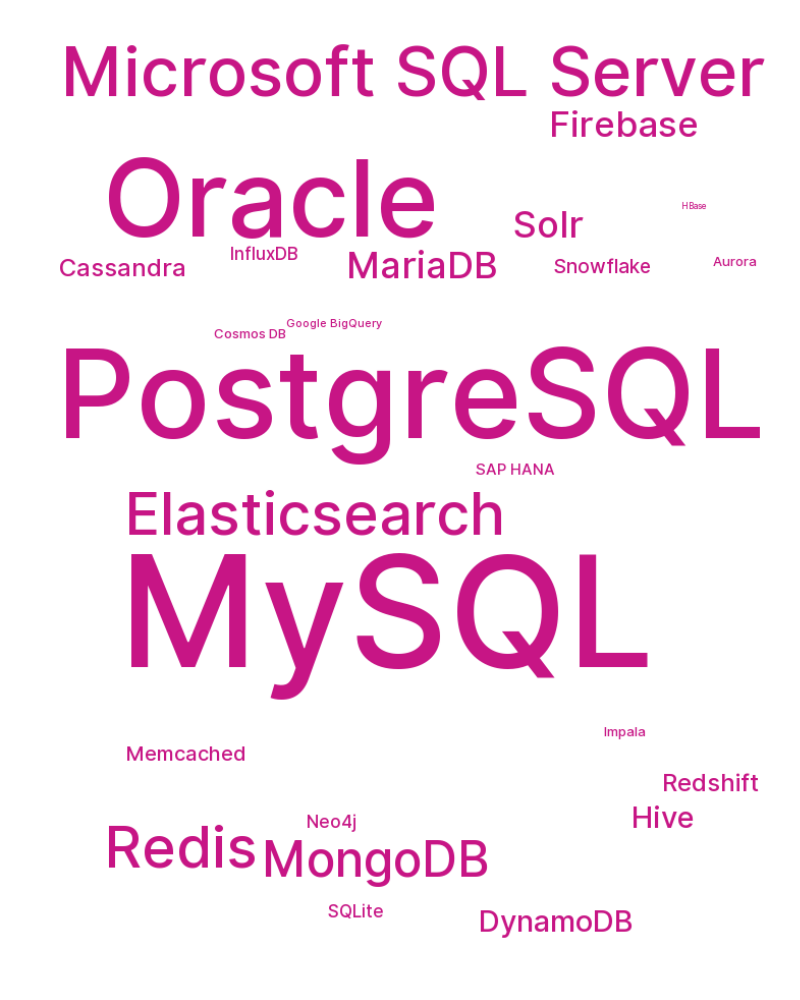 Microsoft SQL Server
Firebase
Oracle
Solr
HBase
InfluxDB
MariaDB
Cassandra
Snowflake
Aurora
Google BigQuery
Cosmos DB
PostgreSQL
SAP HANA
Elasticsearch
MySQL
Impala
Memcached
Redshift
Hive
Neo4j
Redis
MongoDB
SQLite
DynamoDB